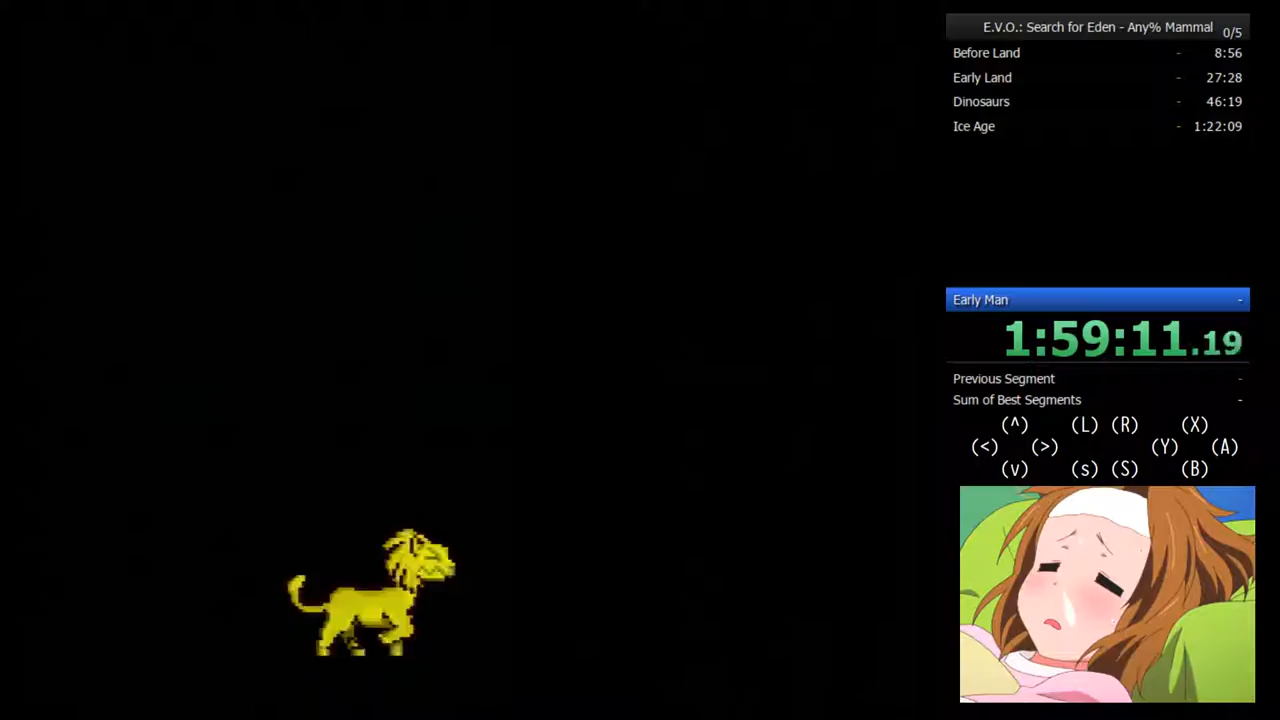 E.V.O.: Search for Eden - Any% Mammal 0/5
Before Land - 8:56
Early Land - 27:28
Dinosaurs - 46:19
Ice Age - 1:22:09
Early Man -
1:59:11.19
Previous Segment -
Sum of Best Segments -
(^) (L) (R) (X)
(<) (>) (Y) (A)
(v) (s) (S) (B)